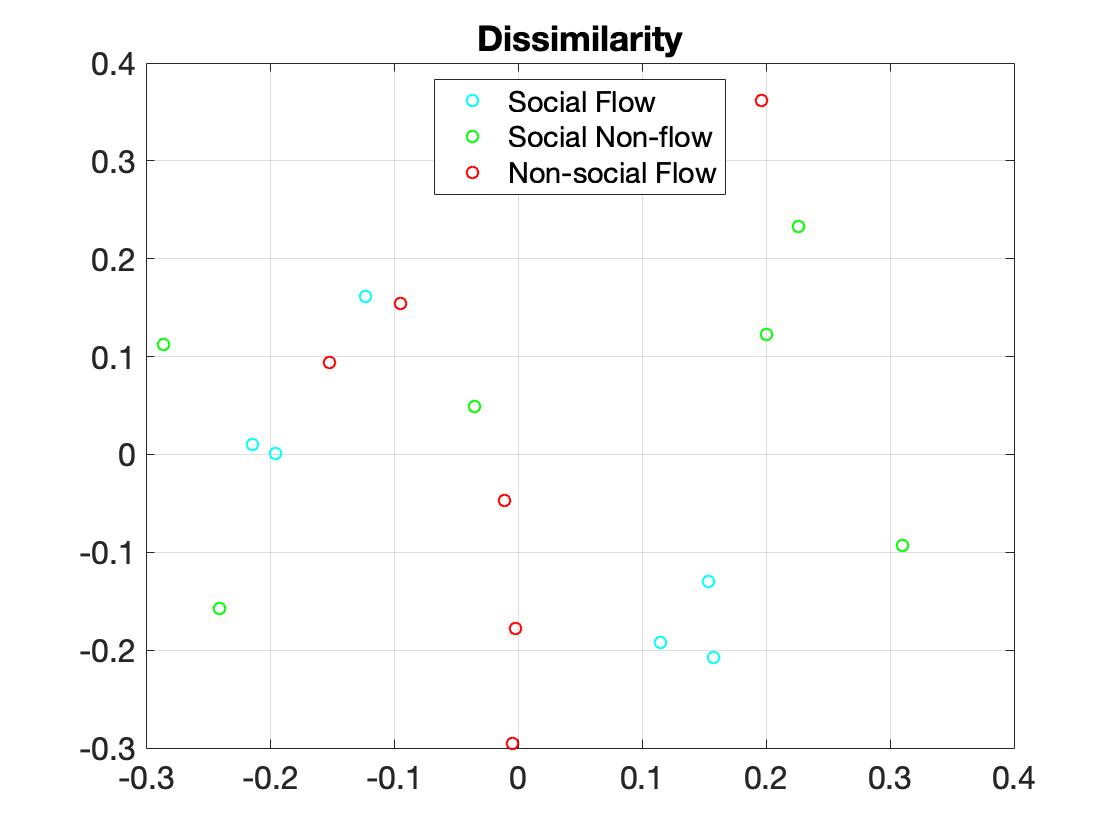 Dissimilarity
0.4
0.3
0.2
0.1
0
-0.1
-0.2
-0.3
Social Flow
Social Non-flow
Non-social Flow
-0.3 -0.2 -0.1 0 0.1 0.2 0.3 0.4